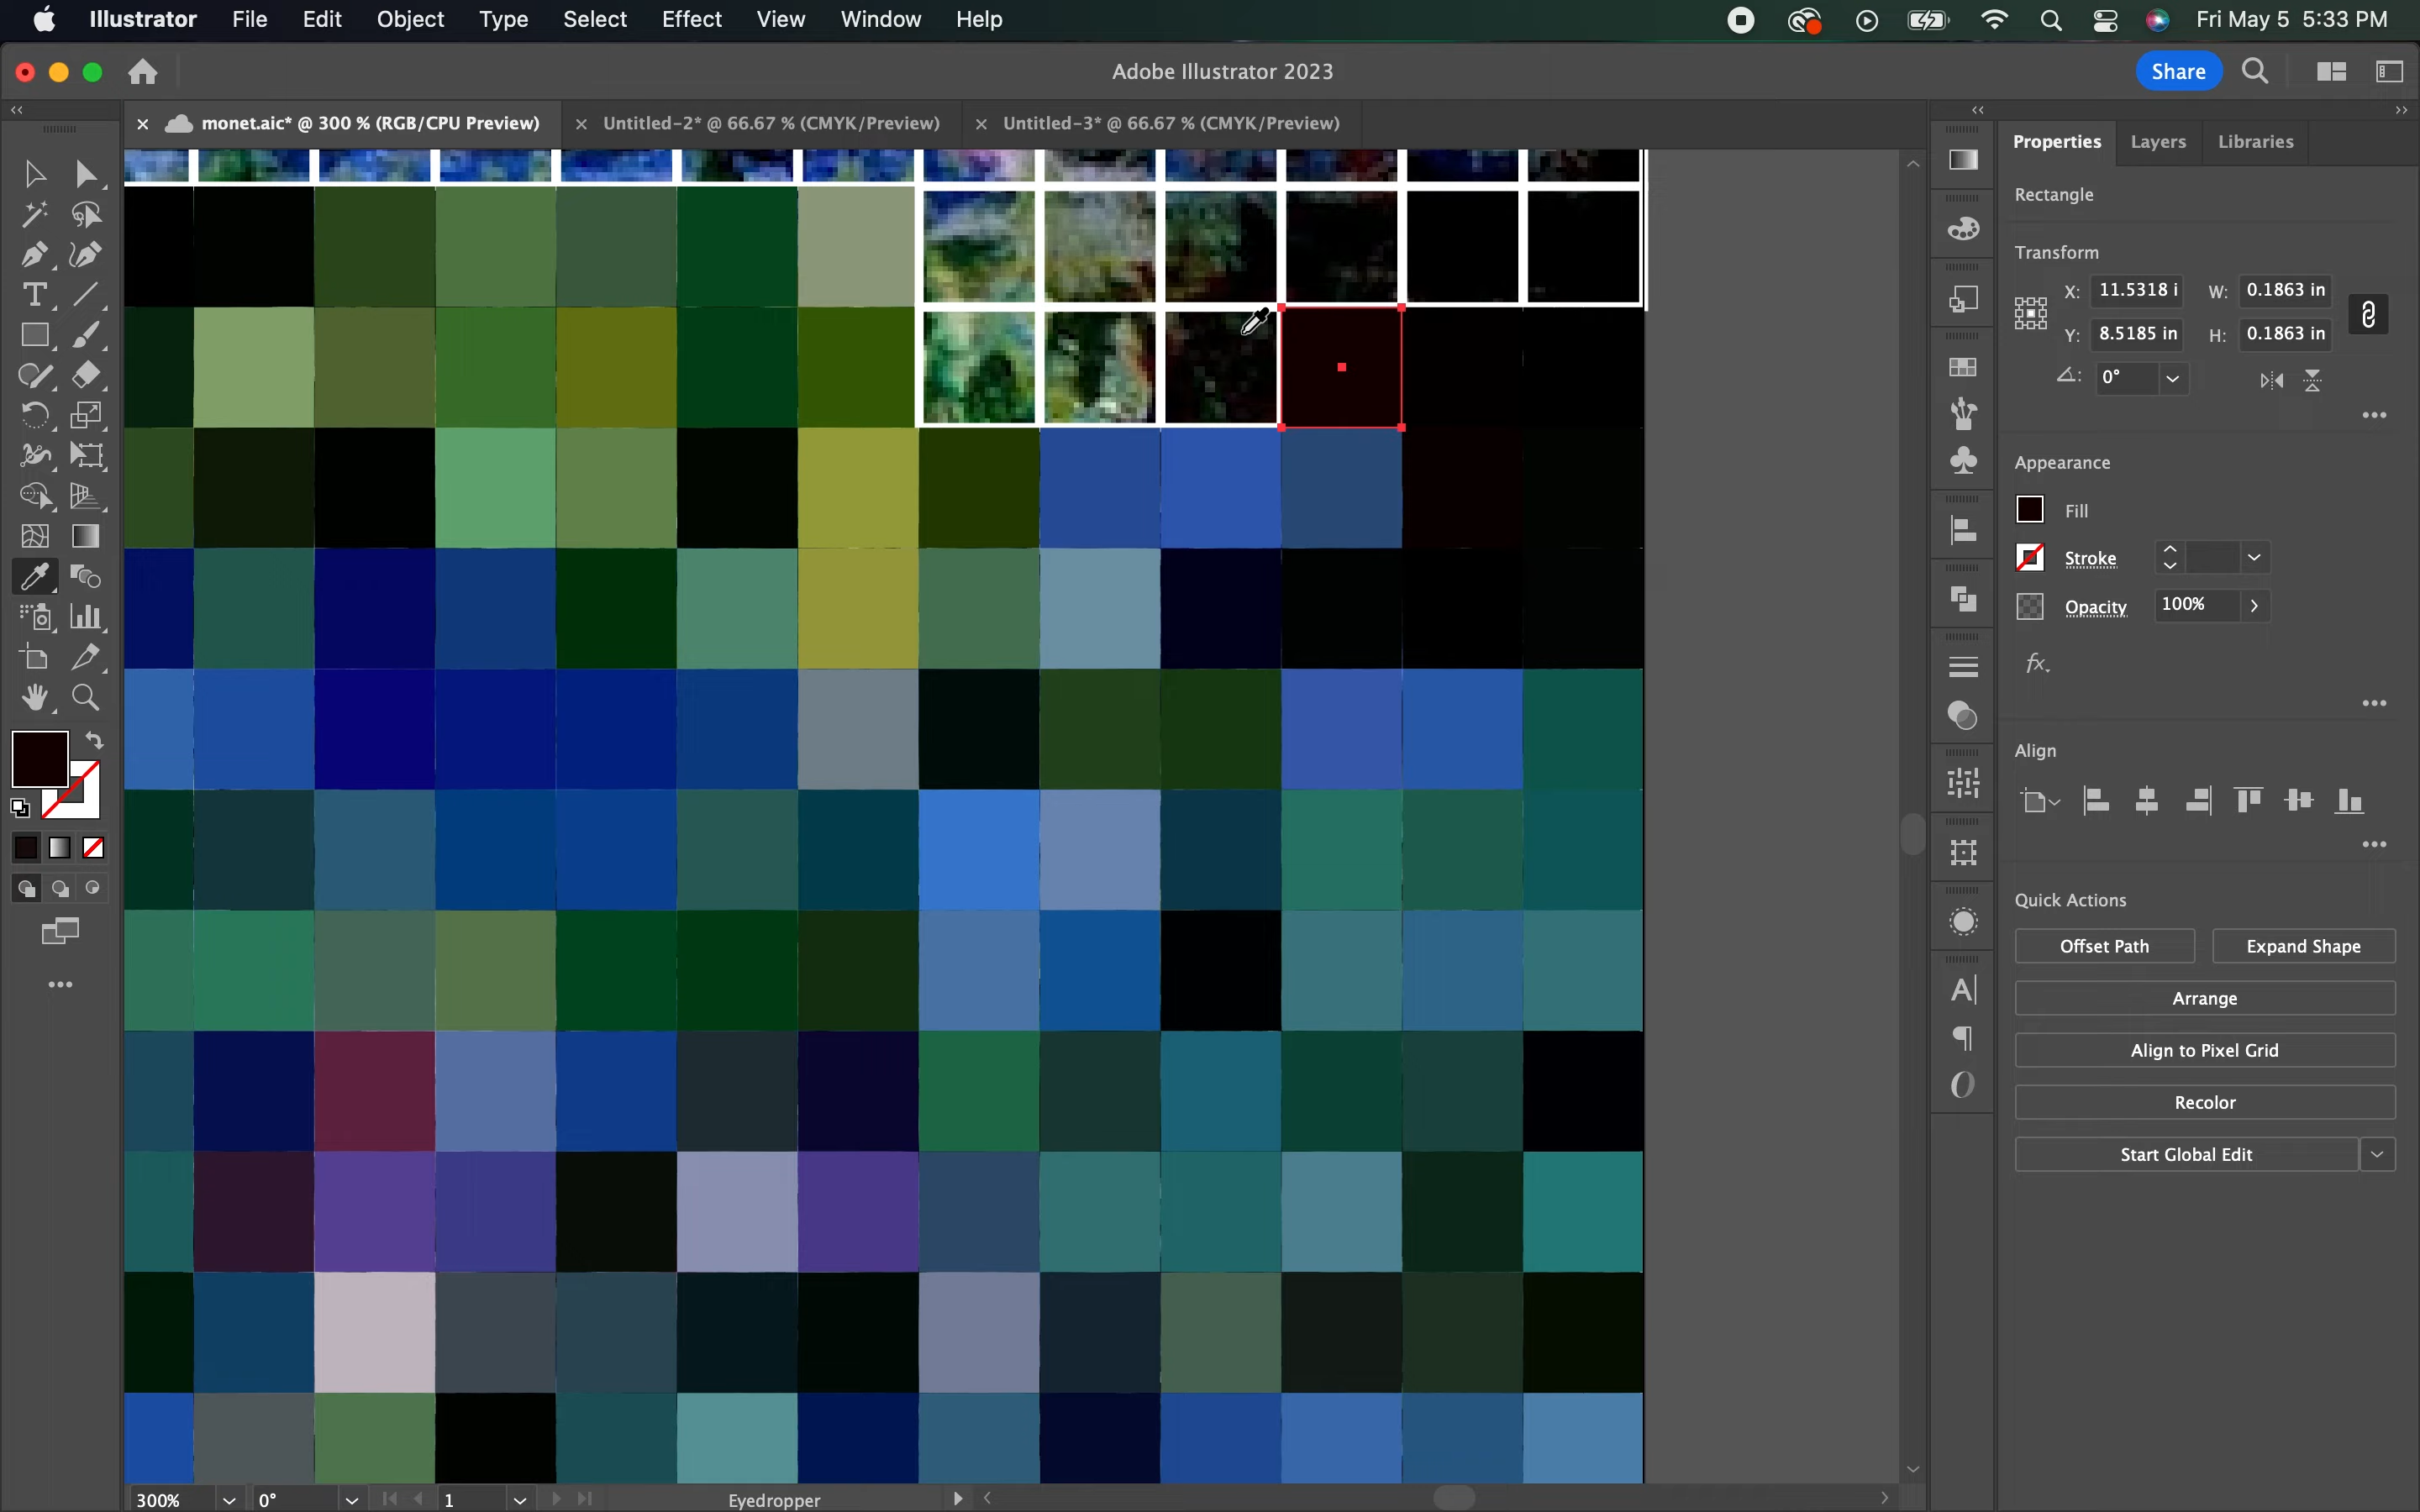 Illustrator File Edit Object Type Select Effect View Window Help Fri May 5 5:33 PM
Adobe Illustrator 2023 Share
monet.aic* @ 300 % (RGB/CPU Preview) Untitled-2* @ 66.67 % (CMYK/Preview) Untitled-3* @ 66.67 % (CMYK/Preview)
Properties Layers Libraries
Rectangle
Transform
X: 11.5318 i W: 0.1863 in
Y: 8.5185 in H: 0.1863 in
0°
Appearance
Fill
Stroke
Opacity 100%
fx.
Align
Quick Actions
Offset Path Expand Shape
Arrange
Align to Pixel Grid
Recolor
Start Global Edit
300% 0° 1 Eyedropper